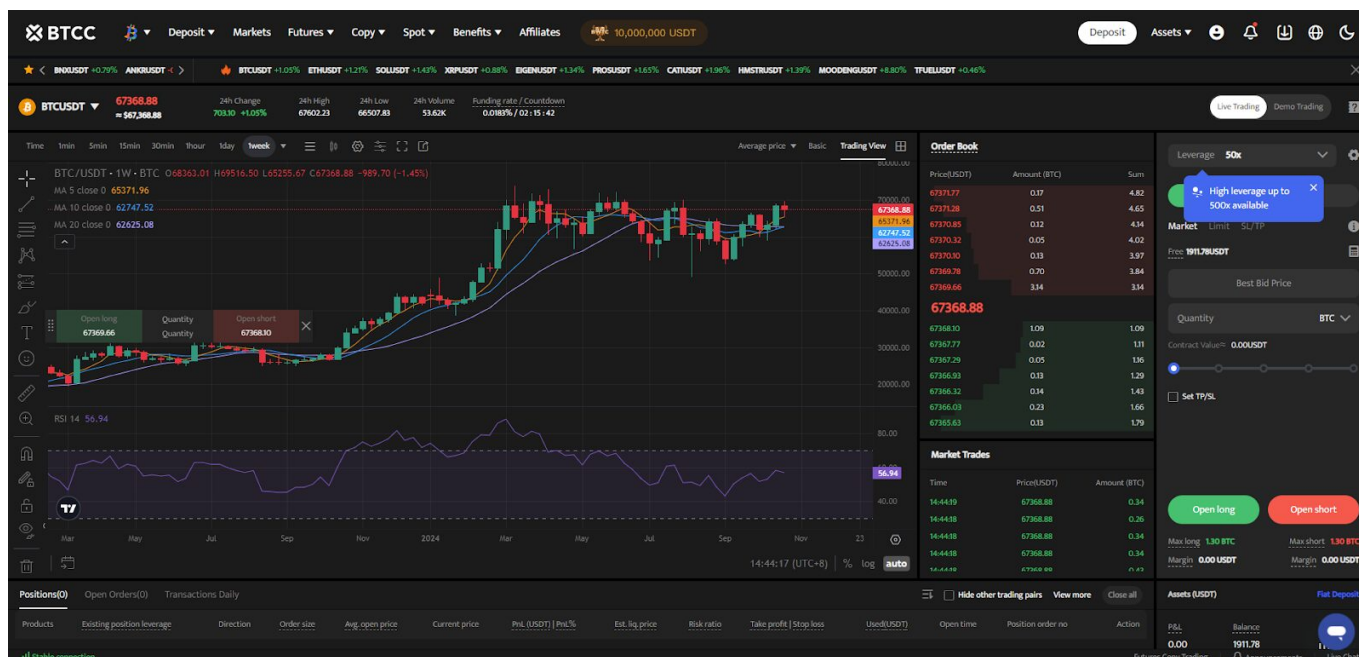 BTCC Deposit Markets Futures Copy Spot Benefits Affiliates 10,000,000 USDT Deposit Assets
BNXUSDT +0.79% ANKRUSDT BTCUSDT +1.05% ETHUSDT +1.21% SOLUSDT +1.43% XRPUSDT +0.88% EIGENUSDT +1.34% PROSUSDT +1.65% CATIUSDT +1.96% HMSTRUSDT +1.39% MOODENGUSDT +8.80% TFUELUSDT +0.46%
BTCUSDT 67368.88 24h Change 24h High 24h Low 24h Volume Funding rate / Countdown Live Trading Demo Trading
≈ $67,368.88 703.10 +1.05% 67602.23 66507.83 53.62K 0.0183% / 02:15:42
Time 1min 5min 15min 30min 1hour 1day 1week Average price Basic Trading View
BTC/USDT • 1W • BTC O68363.01 H69516.50 L65255.67 C67368.88 -989.70 (-1.45%)
MA 5 close 0 65371.96
MA 10 close 0 62747.52
MA 20 close 0 62625.08
80000.00
70000.00
67368.88
65371.96
62747.52
62625.08
50000.00
40000.00
30000.00
20000.00
Open long Quantity Open short
67369.66 Quantity 67368.10
RSI 14 56.94
80.00
56.94
40.00
Mar May Jul Sep Nov 2024 Mar May Jul Sep Nov 23
14:44:17 (UTC+8) % log auto
Order Book
Price(USDT) Amount (BTC) Sum
67371.77 0.17 4.82
67371.28 0.51 4.65
67370.85 0.12 4.14
67370.32 0.05 4.02
67370.10 0.13 3.97
67369.78 0.70 3.84
67369.66 3.14 3.14
67368.88
67368.10 1.09 1.09
67367.77 0.02 1.11
67367.29 0.05 1.16
67366.93 0.13 1.29
67366.32 0.14 1.43
67366.03 0.23 1.66
67365.63 0.13 1.79
Market Trades
Time Price(USDT) Amount (BTC)
14:44:19 67368.88 0.34
14:44:18 67368.88 0.26
14:44:18 67368.88 0.34
14:44:18 67368.88 0.34
14:44:18 67368.88 0.43
Leverage 50x
High leverage up to
500x available
Market Limit SL/TP
Free 1911.78USDT
Best Bid Price
Quantity BTC
Contract Value≈ 0.00USDT
Set TP/SL
Open long Open short
Max long 1.30 BTC Max short 1.30 BTC
Margin 0.00 USDT Margin 0.00 USDT
Positions(0) Open Orders(0) Transactions Daily Hide other trading pairs View more Close all
Products Existing position leverage Direction Order size Avg.open price Current price PnL (USDT) | PnL% Est. liq.price Risk ratio Take profit | Stop loss Used(USDT) Open time Position order no Action
Assets (USDT) Fiat Deposit
P&L Balance
0.00 1911.78
Stable connection Futures Copy Trading Announcements Live Chat